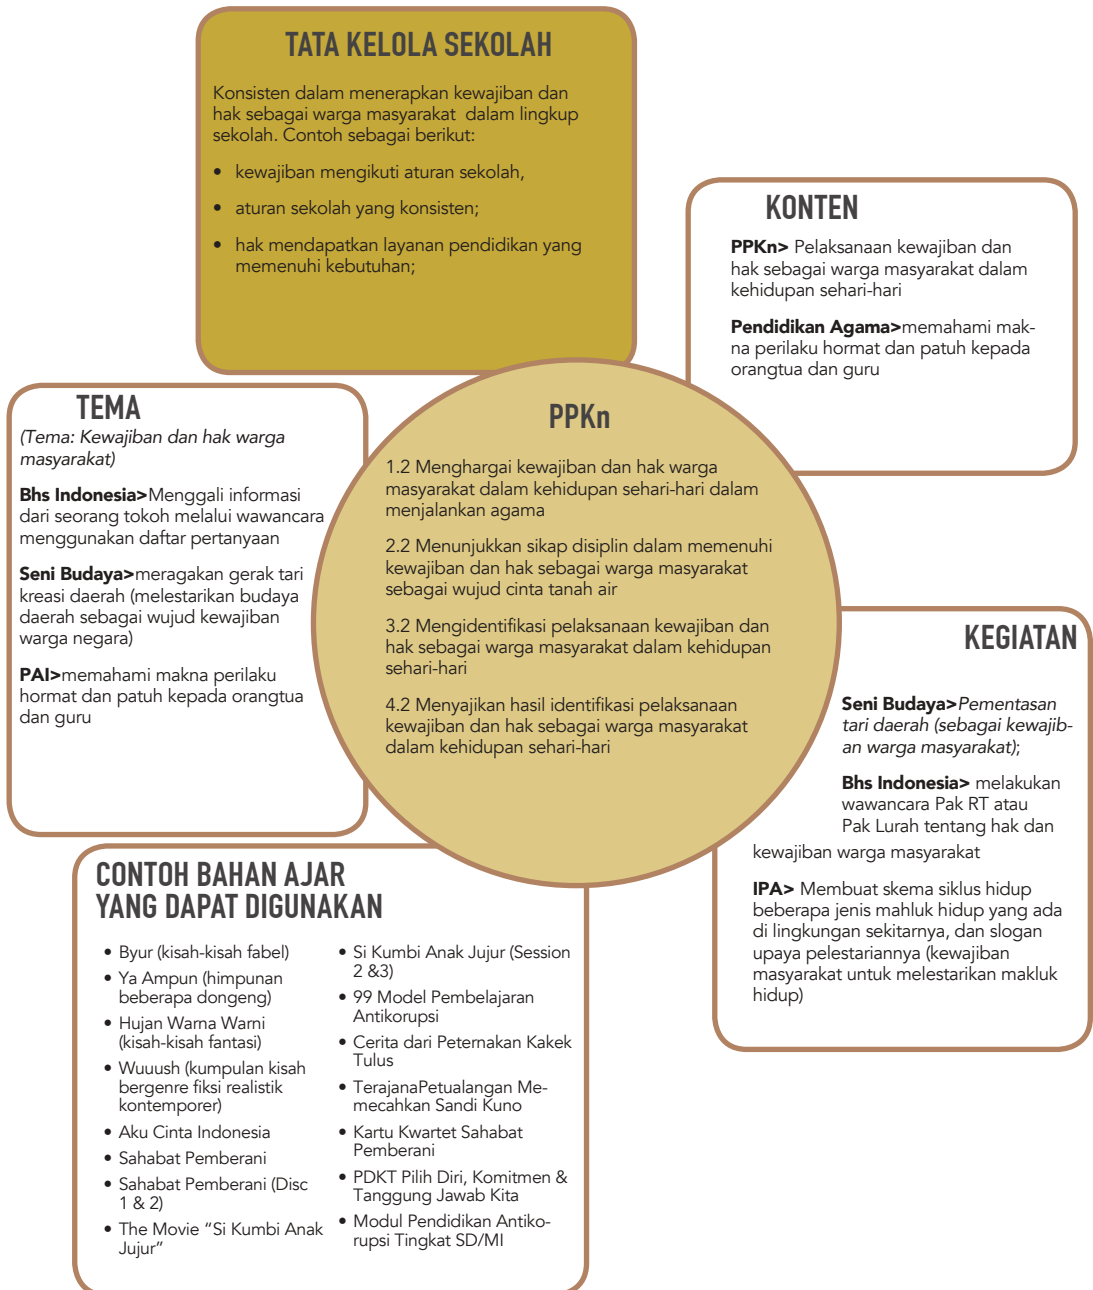 TATA KELOLA SEKOLAH
Konsisten dalam menerapkan kewajiban dan
hak sebagai warga masyarakat dalam lingkup
sekolah. Contoh sebagai berikut:
• kewajiban mengikuti aturan sekolah,
• aturan sekolah yang konsisten;
• hak mendapatkan layanan pendidikan yang
memenuhi kebutuhan;
KONTEN
PPKn> Pelaksanaan kewajiban dan
hak sebagai warga masyarakat dalam
kehidupan sehari-hari
Pendidikan Agama>memahami mak-
na perilaku hormat dan patuh kepada
orangtua dan guru
TEMA
(Tema: Kewajiban dan hak warga
masyarakat)
Bhs Indonesia>Menggali informasi
dari seorang tokoh melalui wawancara
menggunakan daftar pertanyaan
Seni Budaya>meragakan gerak tari
kreasi daerah (melestarikan budaya
daerah sebagai wujud kewajiban
warga negara)
PAI>memahami makna perilaku
hormat dan patuh kepada orangtua
dan guru
PPKn
1.2 Menghargai kewajiban dan hak warga
masyarakat dalam kehidupan sehari-hari dalam
menjalankan agama
2.2 Menunjukkan sikap disiplin dalam memenuhi
kewajiban dan hak sebagai warga masyarakat
sebagai wujud cinta tanah air
3.2 Mengidentifikasi pelaksanaan kewajiban dan
hak sebagai warga masyarakat dalam kehidupan
sehari-hari
4.2 Menyajikan hasil identifikasi pelaksanaan
kewajiban dan hak sebagai warga masyarakat
dalam kehidupan sehari-hari
KEGIATAN
Seni Budaya>Pementasan
tari daerah (sebagai kewajib-
an warga masyarakat);
Bhs Indonesia> melakukan
wawancara Pak RT atau
Pak Lurah tentang hak dan
kewajiban warga masyarakat
IPA> Membuat skema siklus hidup
beberapa jenis mahluk hidup yang ada
di lingkungan sekitarnya, dan slogan
upaya pelestariannya (kewajiban
masyarakat untuk melestarikan makluk
hidup)
CONTOH BAHAN AJAR
YANG DAPAT DIGUNAKAN
• Byur (kisah-kisah fabel)
• Ya Ampun (himpunan
beberapa dongeng)
• Hujan Warna Warni
(kisah-kisah fantasi)
• Wuuush (kumpulan kisah
bergenre fiksi realistik
kontemporer)
• Aku Cinta Indonesia
• Sahabat Pemberani
• Sahabat Pemberani (Disc
1 & 2)
• The Movie “Si Kumbi Anak
Jujur”
• Si Kumbi Anak Jujur (Session
2 &3)
• 99 Model Pembelajaran
Antikorupsi
• Cerita dari Peternakan Kakek
Tulus
• TerajanaPetualangan Me-
mecahkan Sandi Kuno
• Kartu Kwartet Sahabat
Pemberani
• PDKT Pilih Diri, Komitmen &
Tanggung Jawab Kita
• Modul Pendidikan Antiko-
rupsi Tingkat SD/MI